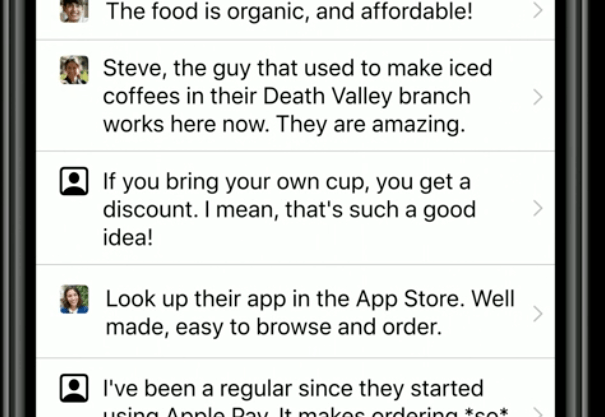 The food is organic, and affordable!
Steve, the guy that used to make iced
coffees in their Death Valley branch
works here now. They are amazing.
If you bring your own cup, you get a
discount. I mean, that's such a good
idea!
Look up their app in the App Store. Well
made, easy to browse and order.
I've been a regular since they started
using Apple Pay. It makes ordering *so*